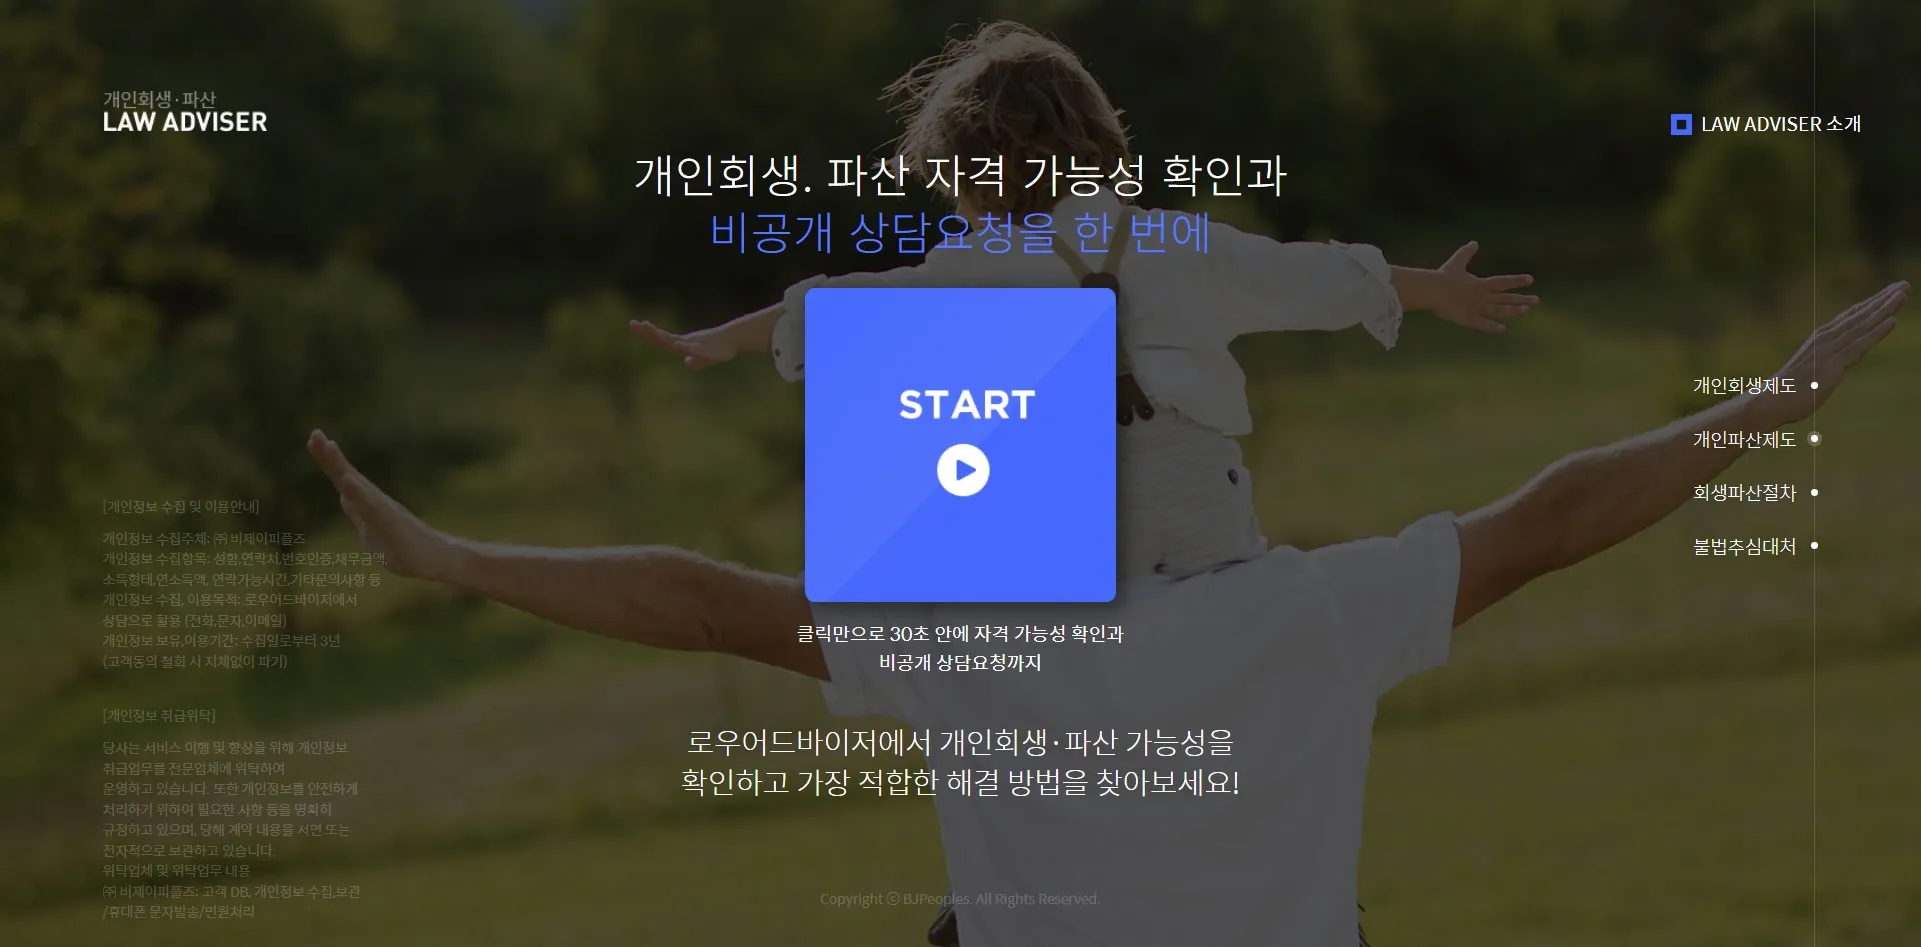 개인회생·파산
LAW ADVISER
LAW ADVISER 소개
개인회생. 파산 자격 가능성 확인과
비공개 상담요청을 한 번에
START
클릭만으로 30초 안에 자격 가능성 확인과
비공개 상담요청까지
로우어드바이저에서 개인회생·파산 가능성을
확인하고 가장 적합한 해결 방법을 찾아보세요!
개인회생제도
개인파산제도
회생파산절차
불법추심대처
[개인정보 수집 및 이용안내]
개인정보 수집주체: ㈜ 비제이피플즈
개인정보 수집항목: 성함,연락처,번호인증,채무금액,
소득형태,연소득액, 연락가능시간,기타문의사항 등
개인정보 수집, 이용목적: 로우어드바이저에서
상담으로 활용 (전화,문자,이메일)
개인정보 보유,이용기간: 수집일로부터 3년
(고객동의 철회 시 지체없이 파기)
[개인정보 취급위탁]
당사는 서비스 이행 및 향상을 위해 개인정보
취급업무를 전문업체에 위탁하여
운영하고 있습니다. 또한 개인정보를 안전하게
처리하기 위하여 필요한 사항 등을 명확히
규정하고 있으며, 당해 계약 내용을 서면 또는
전자적으로 보관하고 있습니다.
위탁업체 및 위탁업무 내용
㈜ 비제이피플즈: 고객 DB, 개인정보 수집,보관
/휴대폰 문자발송/민원처리
Copyright ⓒ BJPeoples. All Rights Reserved.